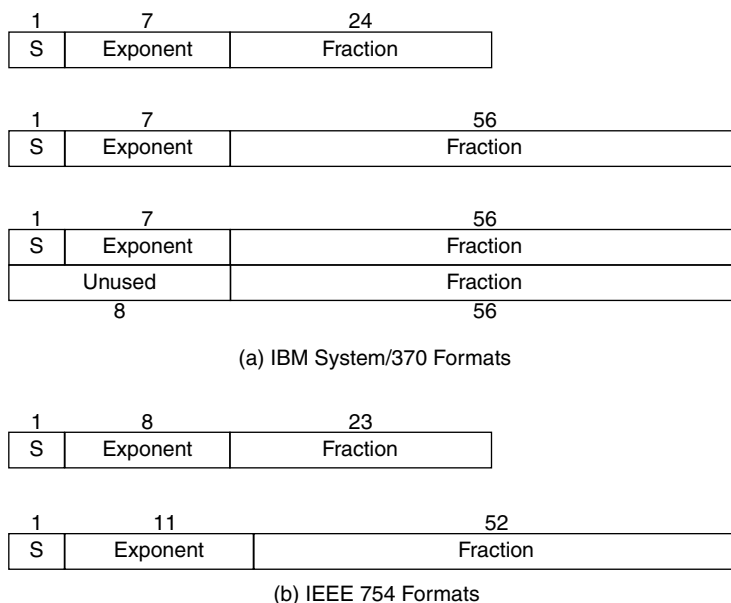 1 7 24
S Exponent Fraction
1 7 56
S Exponent Fraction
1 7 56
S Exponent Fraction
Unused Fraction
8 56
(a) IBM System/370 Formats
1 8 23
S Exponent Fraction
1 11 52
S Exponent Fraction
(b) IEEE 754 Formats